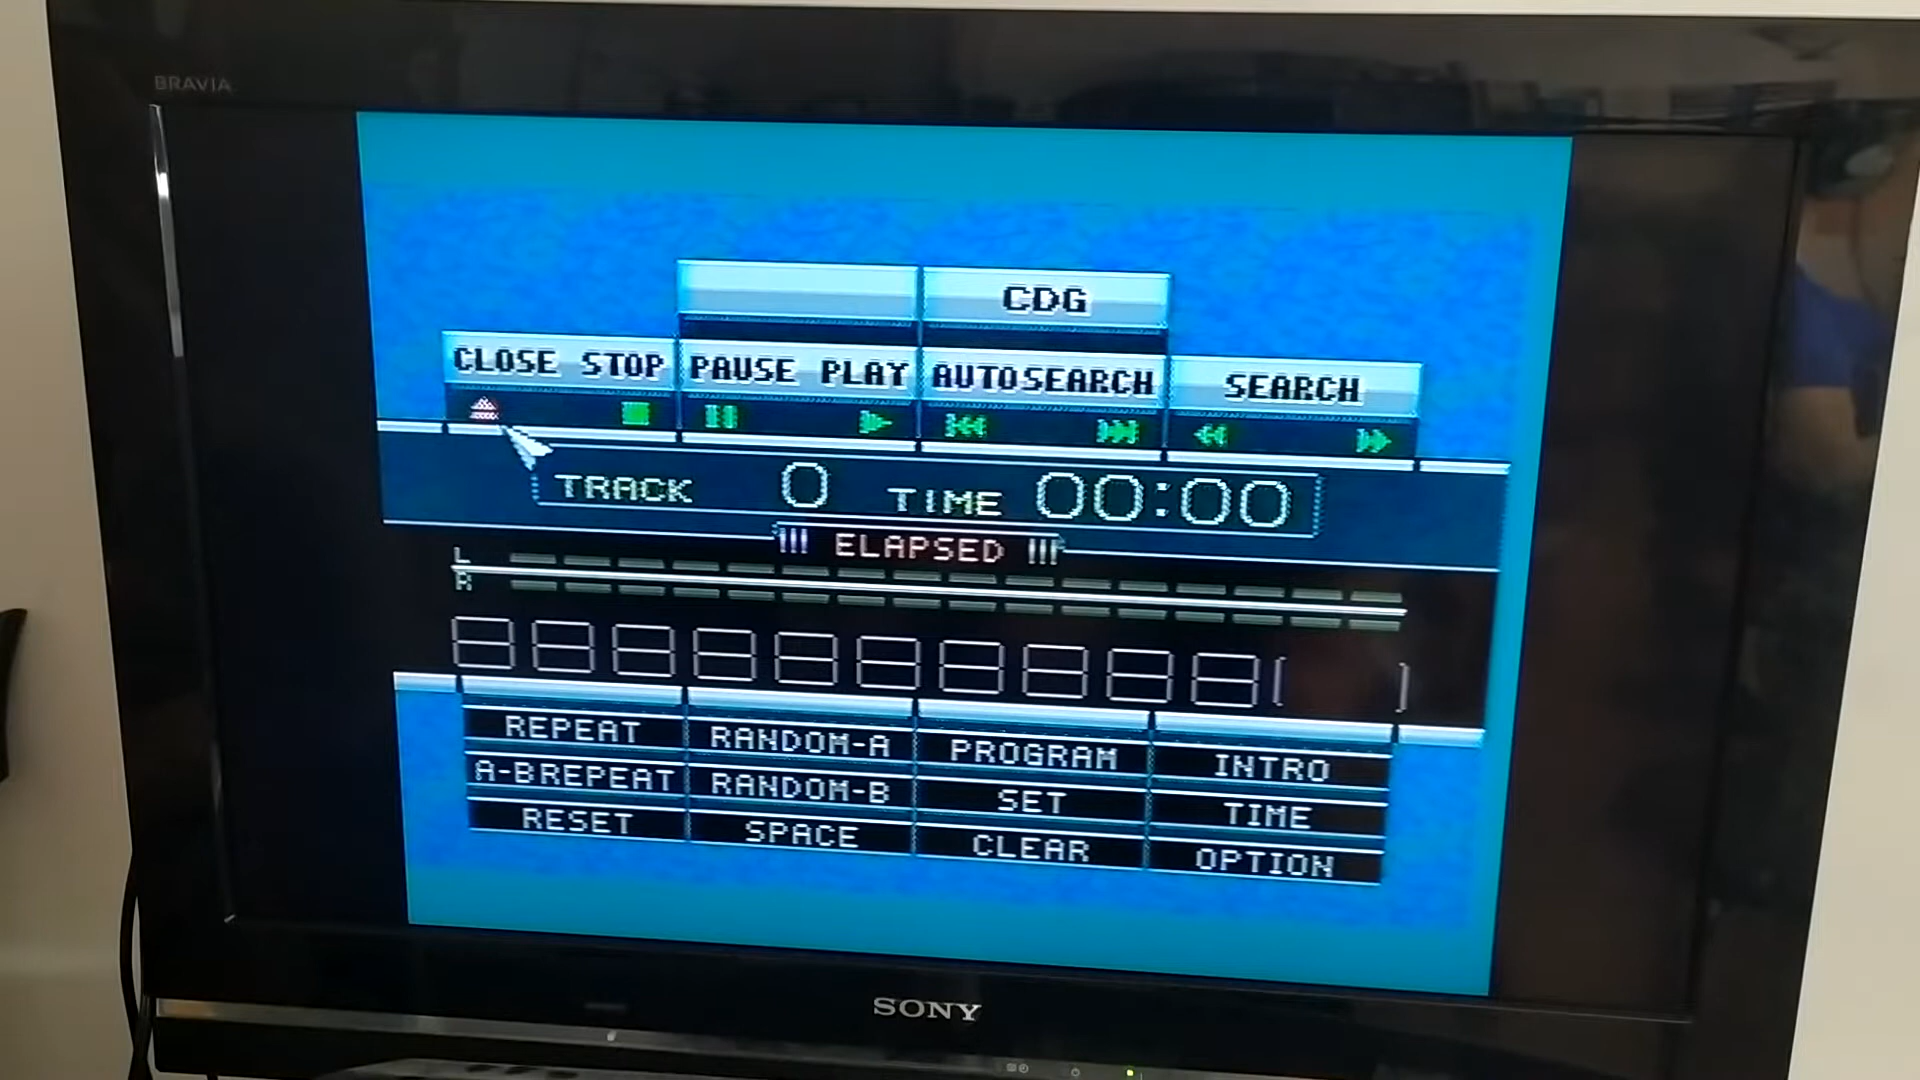 BRAVIA
CDG
CLOSE STOP PAUSE PLAY AUTOSEARCH SEARCH
TRACK 0 TIME 00:00
ELAPSED
L
R
[ ]
REPEAT RANDOM-A PROGRAM INTRO
A-BREPEAT RANDOM-B SET TIME
RESET SPACE CLEAR OPTION
SONY